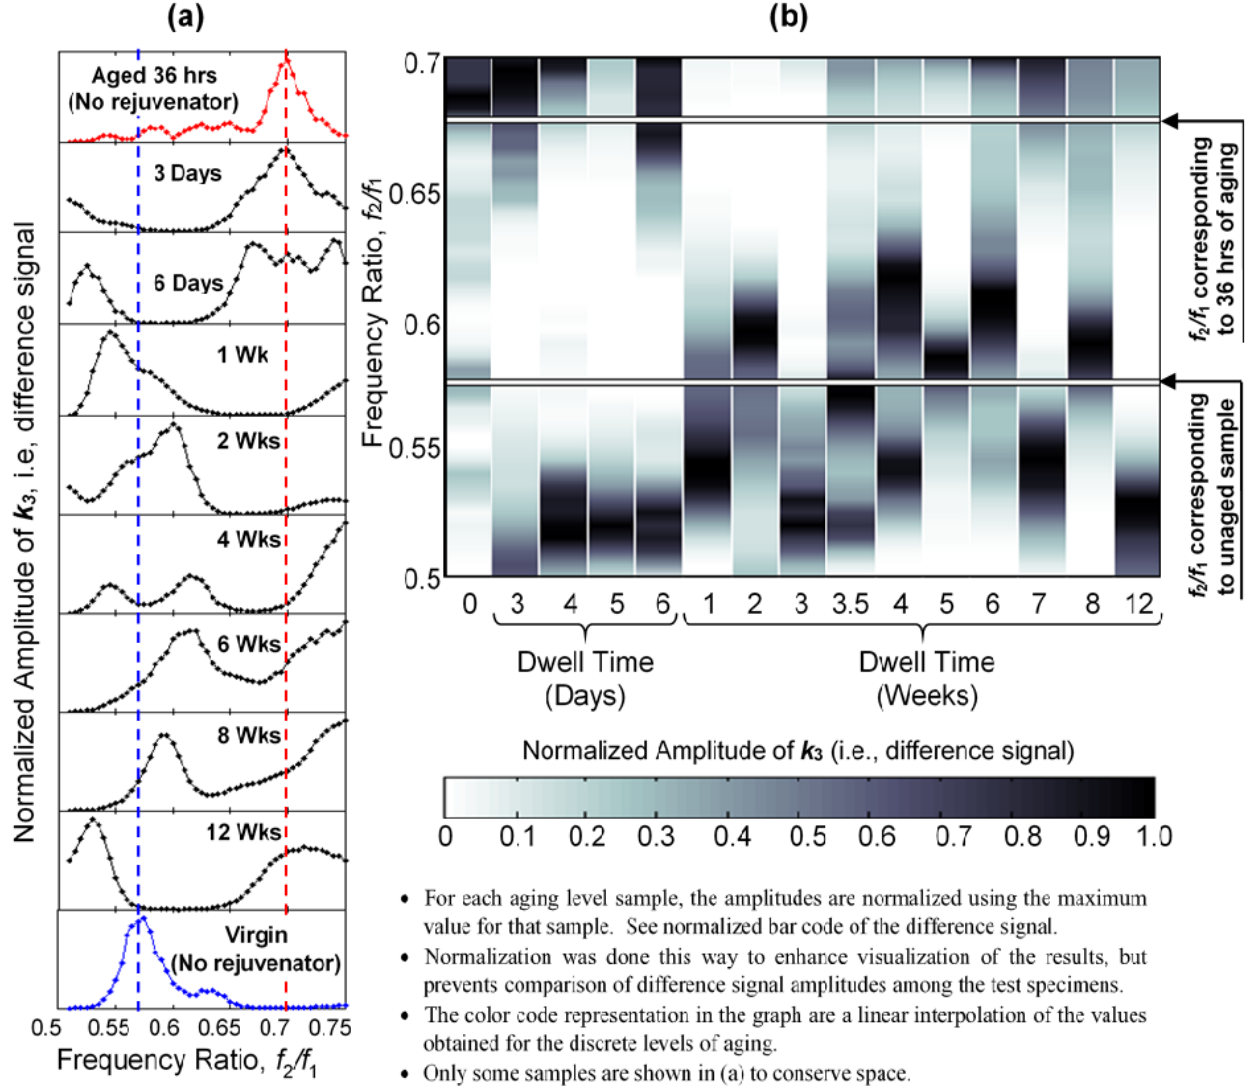 (a)
Normalized Amplitude of k3, i.e, difference signal
Aged 36 hrs
(No rejuvenator)
3 Days
6 Days
1 Wk
2 Wks
4 Wks
6 Wks
8 Wks
12 Wks
Virgin
(No rejuvenator)
0.5 0.55 0.6 0.65 0.7 0.75
Frequency Ratio, f2/f1
(b)
Frequency Ratio, f2/f1
0.7
0.65
0.6
0.55
0.5
0 3 4 5 6 1 2 3 3.5 4 5 6 7 8 12
Dwell Time
(Days)
Dwell Time
(Weeks)
f2/f1 corresponding
to 36 hrs of aging
f2/f1 corresponding
to unaged sample
Normalized Amplitude of k3 (i.e., difference signal)
0 0.1 0.2 0.3 0.4 0.5 0.6 0.7 0.8 0.9 1.0
• For each aging level sample, the amplitudes are normalized using the maximum
value for that sample. See normalized bar code of the difference signal.
• Normalization was done this way to enhance visualization of the results, but
prevents comparison of difference signal amplitudes among the test specimens.
• The color code representation in the graph are a linear interpolation of the values
obtained for the discrete levels of aging.
• Only some samples are shown in (a) to conserve space.